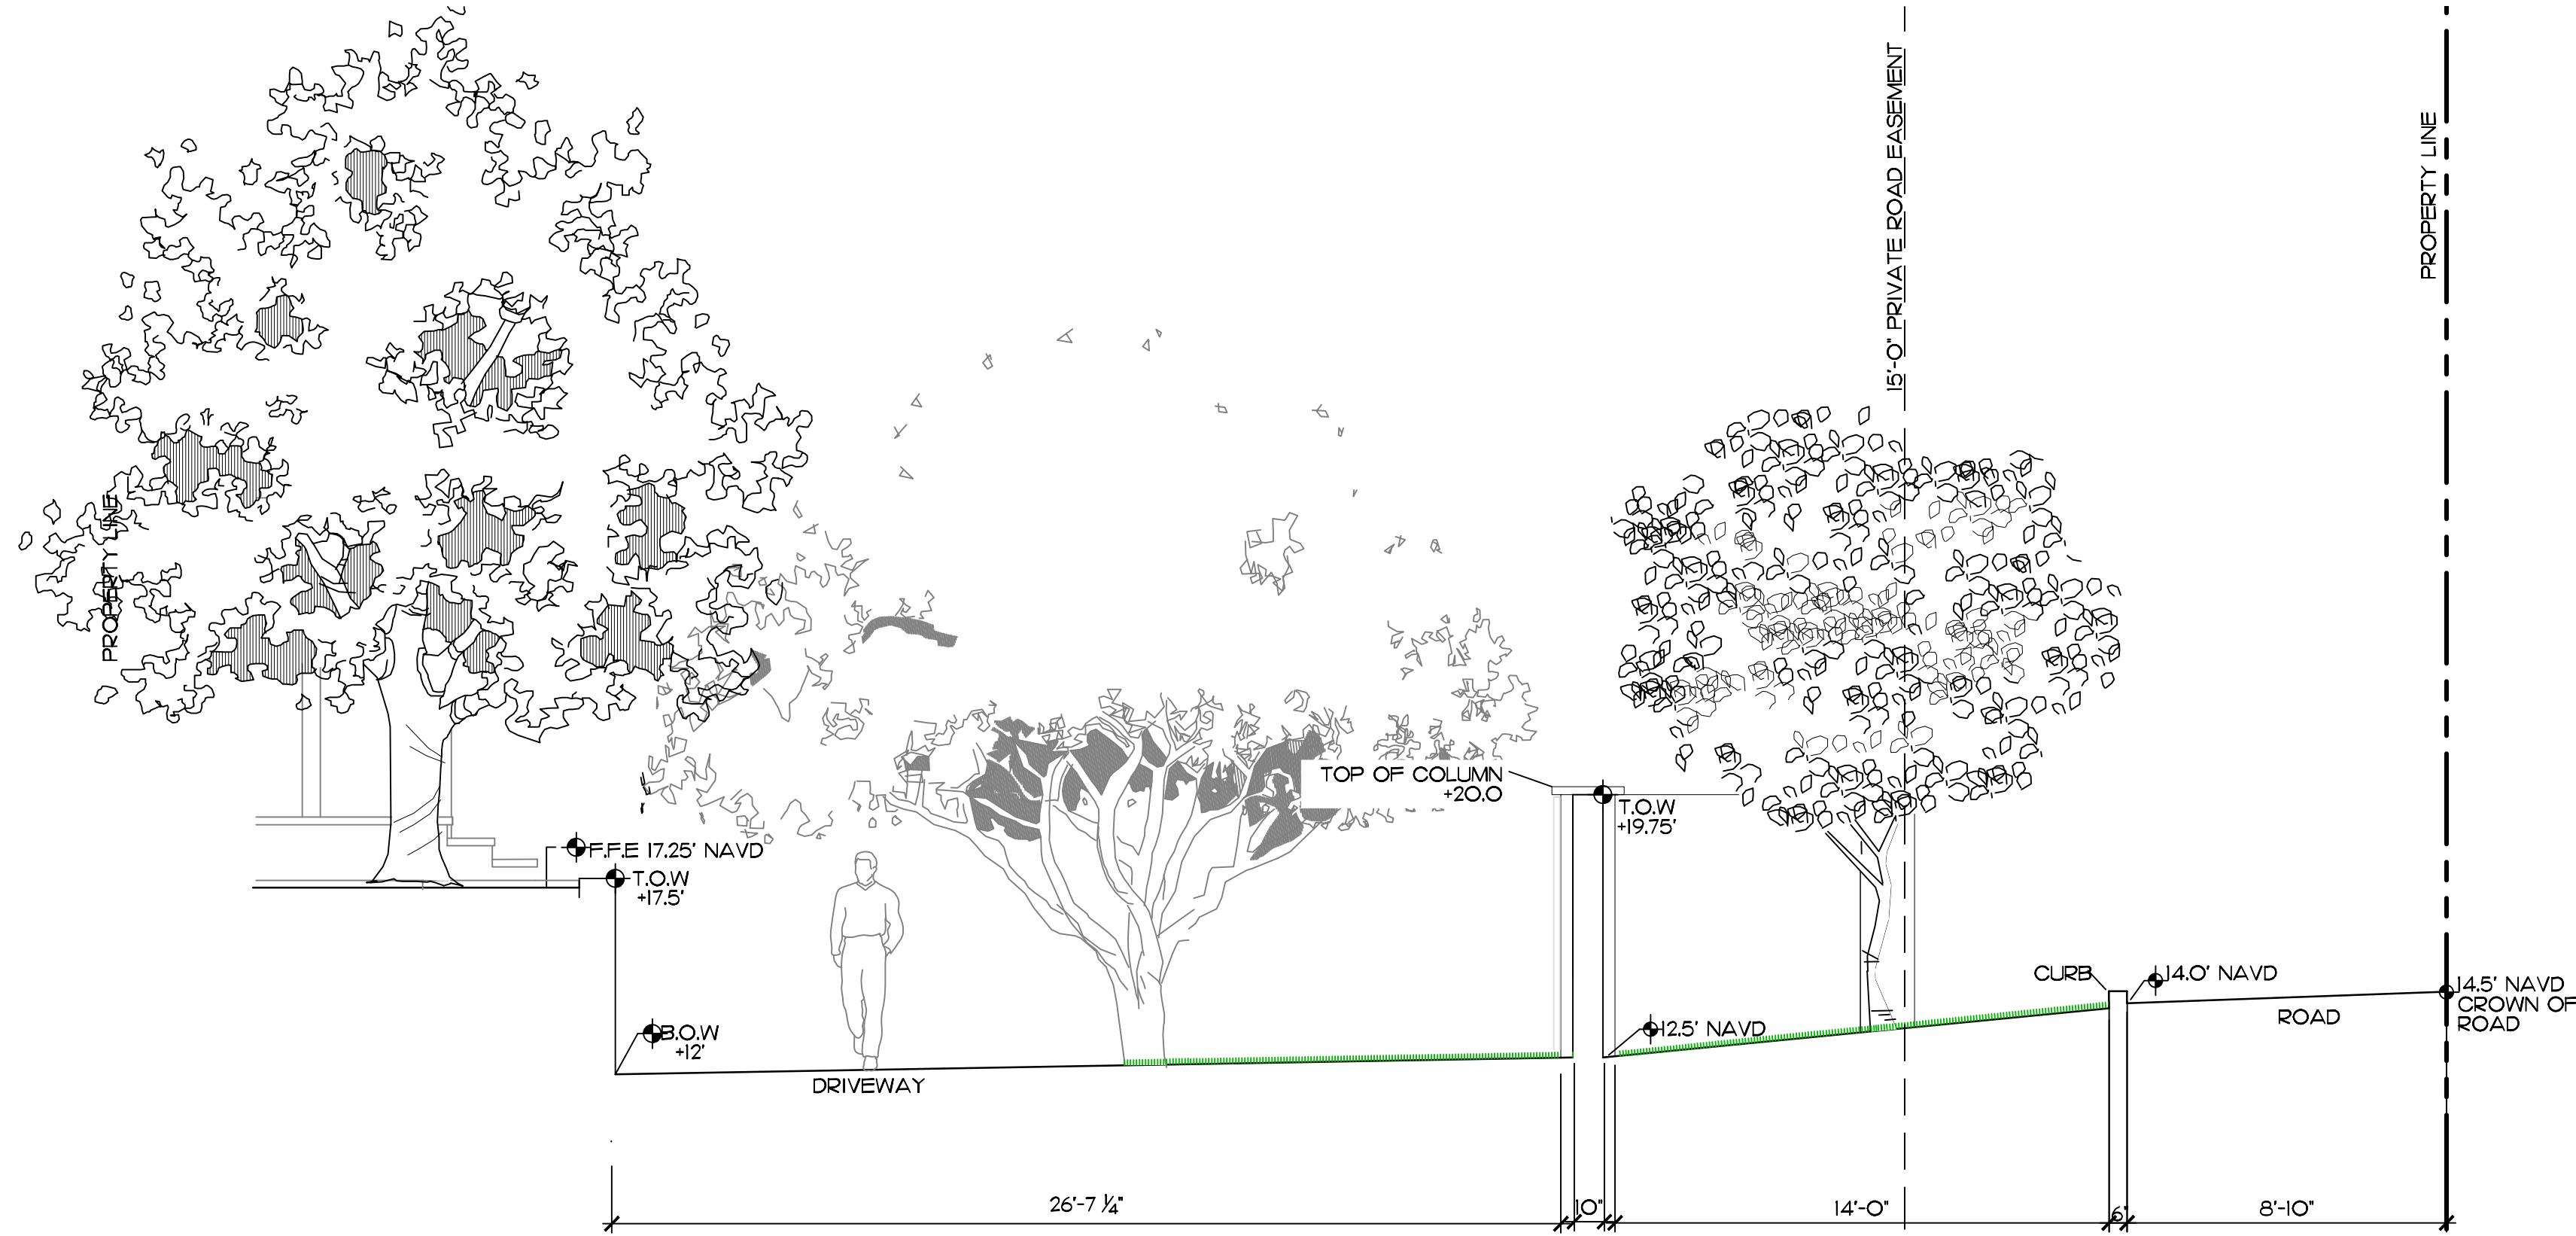 15'-0" PRIVATE ROAD EASEMENT
PROPERTY LINE
PROPERTY LINE
TOP OF COLUMN
+20.0
T.O.W
+19.75'
F.F.E 17.25' NAVD
T.O.W
+17.5'
B.O.W
+12'
DRIVEWAY
12.5' NAVD
CURB
14.0' NAVD
14.5' NAVD
CROWN OF
ROAD
ROAD
26'-7 1/4"
10"
14'-0"
6"
8'-10"